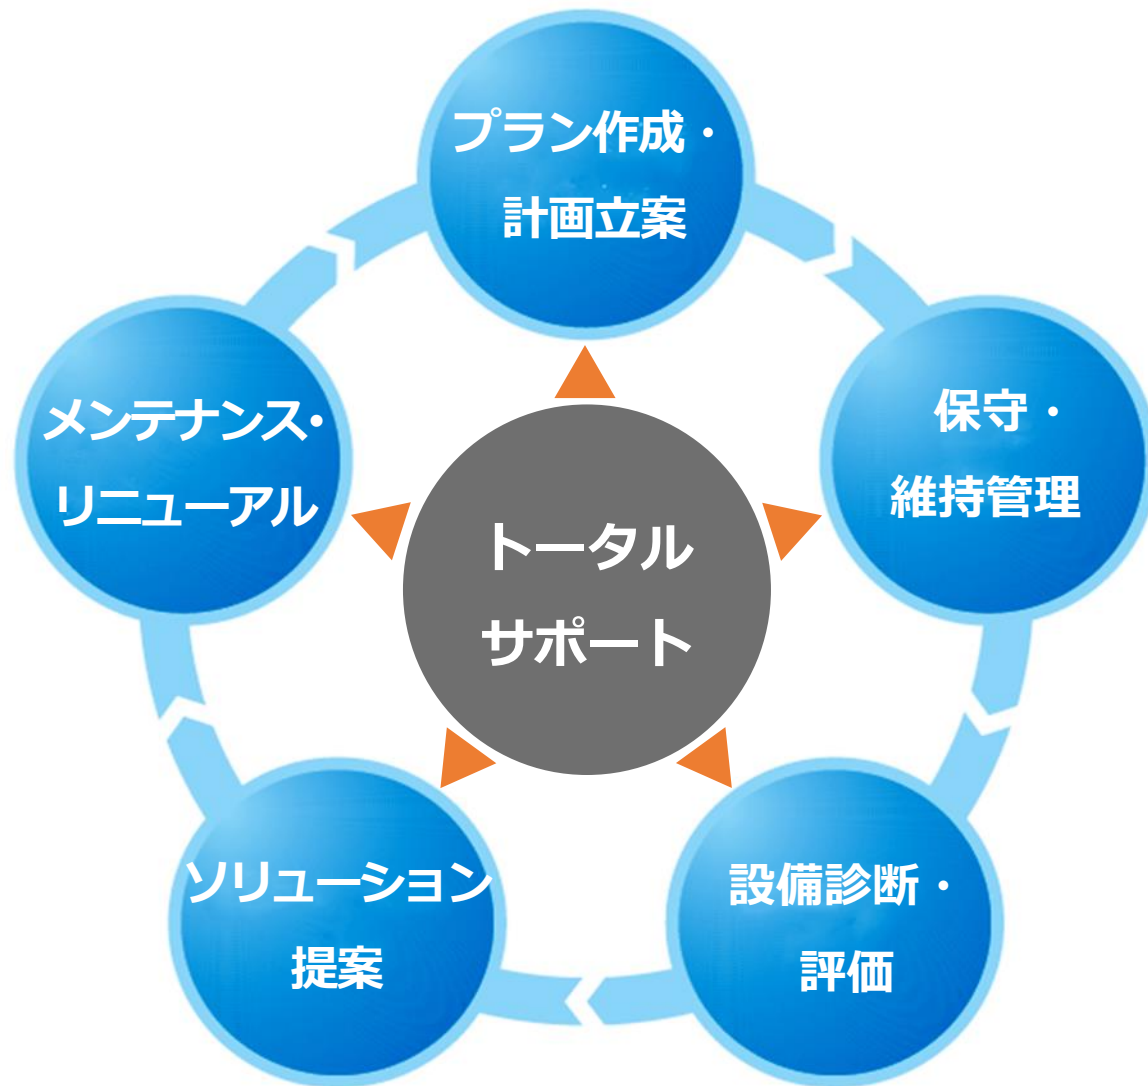 プラン作成・
計画立案
保守・
維持管理
設備診断・
評価
ソリューション
提案
メンテナンス・
リニューアル
トータル
サポート